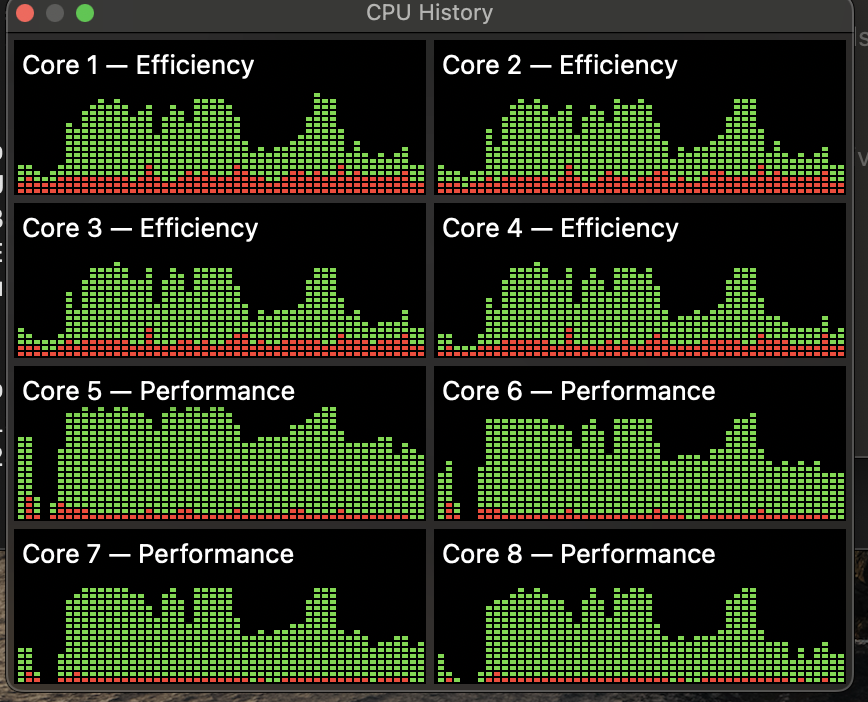 CPU History
Core 1 — Efficiency
Core 2 — Efficiency
Core 3 — Efficiency
Core 4 — Efficiency
Core 5 — Performance
Core 6 — Performance
Core 7 — Performance
Core 8 — Performance